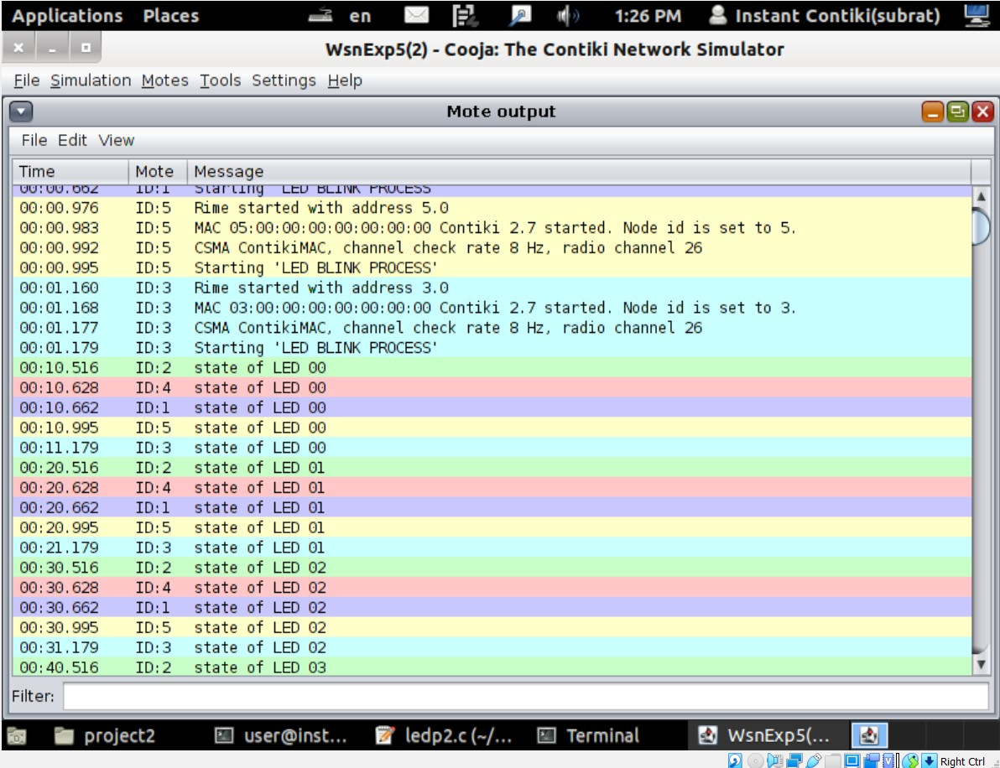 Applications Places en 1:26 PM Instant Contiki(subrat)
WsnExp5(2) - Cooja: The Contiki Network Simulator
File Simulation Motes Tools Settings Help
Mote output
File Edit View
Time Mote Message
00:00.662 ID:1 Starting 'LED BLINK PROCESS'
00:00.976 ID:5 Rime started with address 5.0
00:00.983 ID:5 MAC 05:00:00:00:00:00:00:00 Contiki 2.7 started. Node id is set to 5.
00:00.992 ID:5 CSMA ContikiMAC, channel check rate 8 Hz, radio channel 26
00:00.995 ID:5 Starting 'LED BLINK PROCESS'
00:01.160 ID:3 Rime started with address 3.0
00:01.168 ID:3 MAC 03:00:00:00:00:00:00:00 Contiki 2.7 started. Node id is set to 3.
00:01.177 ID:3 CSMA ContikiMAC, channel check rate 8 Hz, radio channel 26
00:01.179 ID:3 Starting 'LED BLINK PROCESS'
00:10.516 ID:2 state of LED 00
00:10.628 ID:4 state of LED 00
00:10.662 ID:1 state of LED 00
00:10.995 ID:5 state of LED 00
00:11.179 ID:3 state of LED 00
00:20.516 ID:2 state of LED 01
00:20.628 ID:4 state of LED 01
00:20.662 ID:1 state of LED 01
00:20.995 ID:5 state of LED 01
00:21.179 ID:3 state of LED 01
00:30.516 ID:2 state of LED 02
00:30.628 ID:4 state of LED 02
00:30.662 ID:1 state of LED 02
00:30.995 ID:5 state of LED 02
00:31.179 ID:3 state of LED 02
00:40.516 ID:2 state of LED 03
Filter:
project2 user@inst... ledp2.c (~/... Terminal WsnExp5(...
Right Ctrl